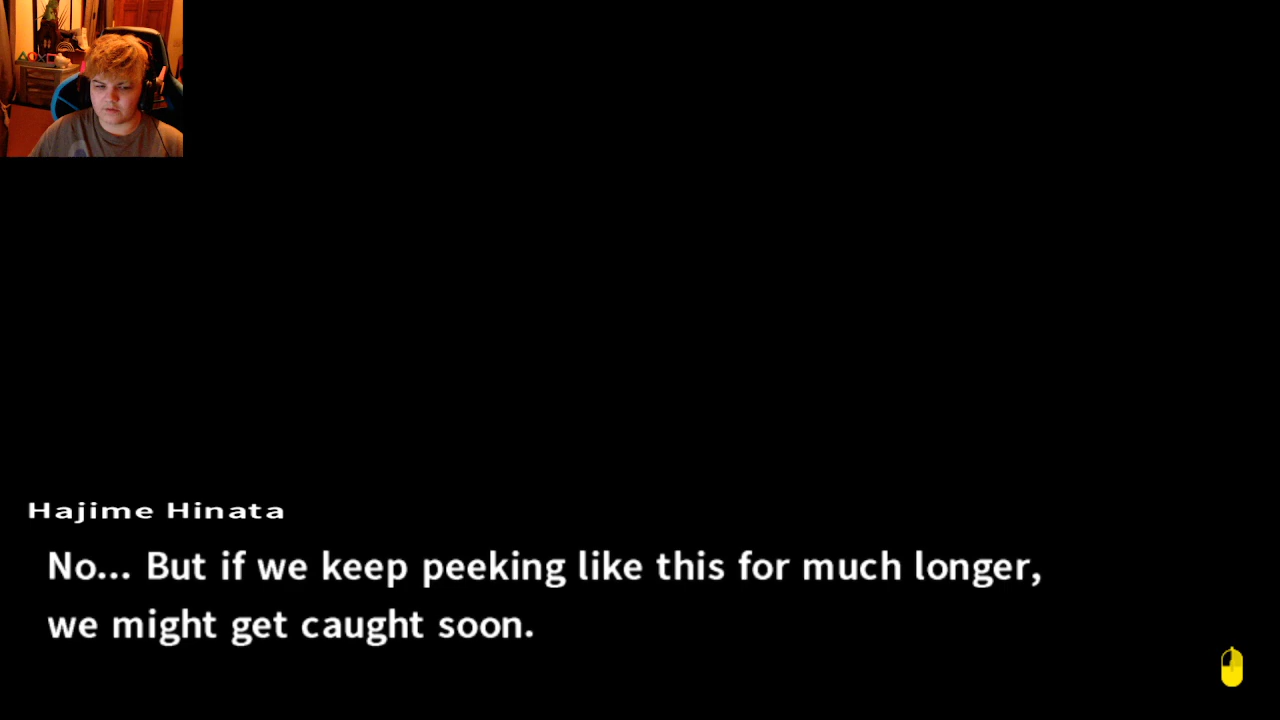 Hajime Hinata
No... But if we keep peeking like this for much longer,
we might get caught soon.